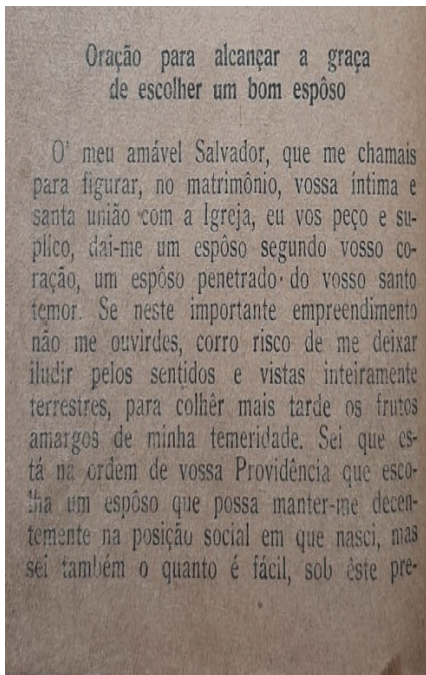 Oração para alcançar a graça
de escolher um bom espôso
O' meu amável Salvador, que me chamais
para figurar, no matrimônio, vossa íntima e
santa união com a Igreja, eu vos peço e su-
plico, dai-me um espôso segundo vosso co-
ração, um espôso penetrado do vosso santo
temor. Se neste importante empreendimento
não me ouvirdes, corro risco de me deixar
iludir pelos sentidos e vistas inteiramente
terrestres, para colhêr mais tarde os frutos
amargos de minha temeridade. Sei que es-
tá na ordem de vossa Providência que esco-
lha um espôso que possa manter-me decen-
temente na posição social em que nasci, mas
sei também o quanto é fácil, sob êste pre-